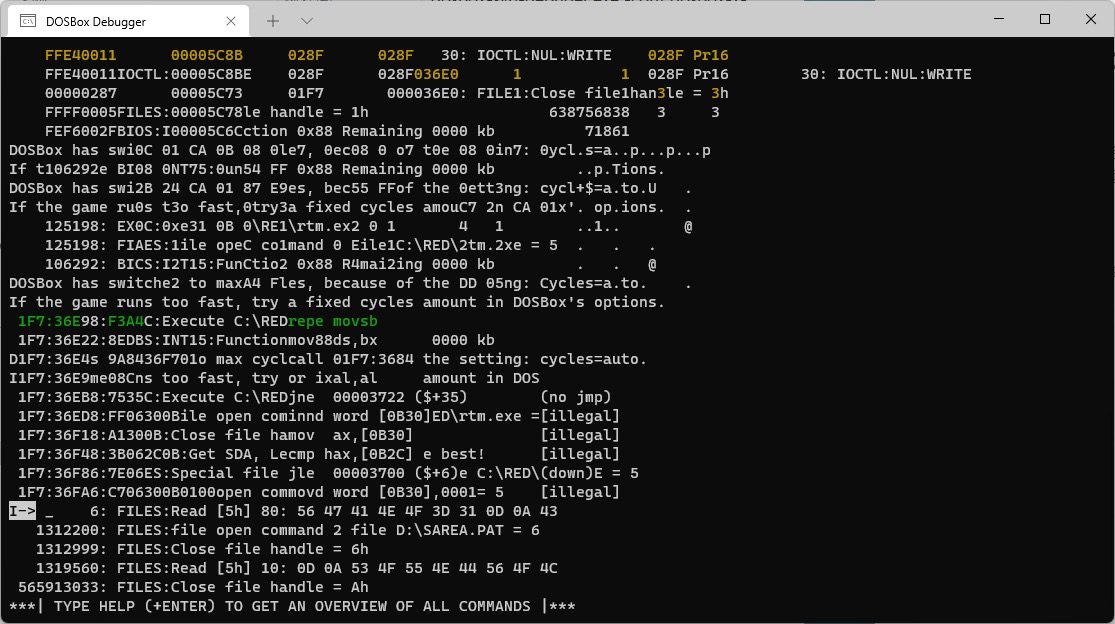 DOSBox Debugger
FFE40011 00005C8B 028F 028F 30: IOCTL:NUL:WRITE 028F Pr16
FFE40011IOCTL:00005C8BE 028F 028F036E0 1 1 028F Pr16 30: IOCTL:NUL:WRITE
00000287 00005C73 01F7 000036E0: FILE1:Close file1han3le = 3h
FFFF0005FILES:00005C78le handle = 1h 638756838 3 3
FEF6002FBIOS:I00005C6Cction 0x88 Remaining 0000 kb 71861
DOSBox has swi0C 01 CA 0B 08 0le7, 0ec08 0 o7 t0e 08 0in7: 0ycl.s=a..p...p...p
If t106292e BI08 0NT75:0un54 FF 0x88 Remaining 0000 kb ..p.Tions.
DOSBox has swi2B 24 CA 01 87 E9es, bec55 FFof the 0ett3ng: cycl+$=a.to.U .
If the game ru0s t3o fast,0try3a fixed cycles amouC7 2n CA 01x'. op.ions. .
125198: EX0C:0xe31 0B 0\RE1\rtm.ex2 0 1 4 1 ..1.. @
125198: FIAES:1ile opeC co1mand 0 Eile1C:\RED\2tm.2xe = 5 . . .
106292: BICS:I2T15:FunCtio2 0x88 R4mai2ing 0000 kb . . @
DOSBox has switche2 to maxA4 Fles, because of the DD 05ng: Cycles=a.to. .
If the game runs too fast, try a fixed cycles amount in DOSBox's options.
1F7:36E98:F3A4C:Execute C:\REDrepe movsb
1F7:36E22:8EDBS:INT15:Functionmov88ds,bx 0000 kb
D1F7:36E4s 9A8436F701o max cyclcall 01F7:3684 the setting: cycles=auto.
I1F7:36E9me08Cns too fast, try or ixal,al amount in DOS
1F7:36EB8:7535C:Execute C:\REDjne 00003722 ($+35) (no jmp)
1F7:36ED8:FF06300Bile open cominnd word [0B30]ED\rtm.exe =[illegal]
1F7:36F18:A1300B:Close file hamov ax,[0B30] [illegal]
1F7:36F48:3B062C0B:Get SDA, Lecmp hax,[0B2C] e best! [illegal]
1F7:36F86:7E06ES:Special file jle 00003700 ($+6)e C:\RED\(down)E = 5
1F7:36FA6:C706300B0100open commovd word [0B30],0001= 5 [illegal]
I-> _ 6: FILES:Read [5h] 80: 56 47 41 4E 4F 3D 31 0D 0A 43
1312200: FILES:file open command 2 file D:\SAREA.PAT = 6
1312999: FILES:Close file handle = 6h
1319560: FILES:Read [5h] 10: 0D 0A 53 4F 55 4E 44 56 4F 4C
565913033: FILES:Close file handle = Ah
***| TYPE HELP (+ENTER) TO GET AN OVERVIEW OF ALL COMMANDS |***